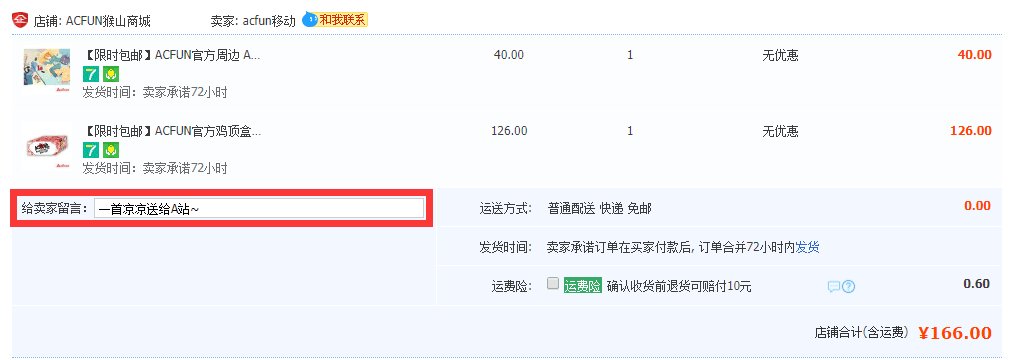 店铺: ACFUN猴山商城 卖家: acfun移动 和我联系
【限时包邮】ACFUN官方周边 A... 40.00 1 无优惠 40.00
7
发货时间：卖家承诺72小时
【限时包邮】ACFUN官方鸡顶盒... 126.00 1 无优惠 126.00
7
发货时间：卖家承诺72小时
给卖家留言： 一首凉凉送给A站~ 运送方式: 普通配送 快递 免邮 0.00
发货时间: 卖家承诺订单在买家付款后, 订单合并72小时内发货
运费险: 运费险 确认收货前退货可赔付10元 0.60
店铺合计(含运费) ¥166.00